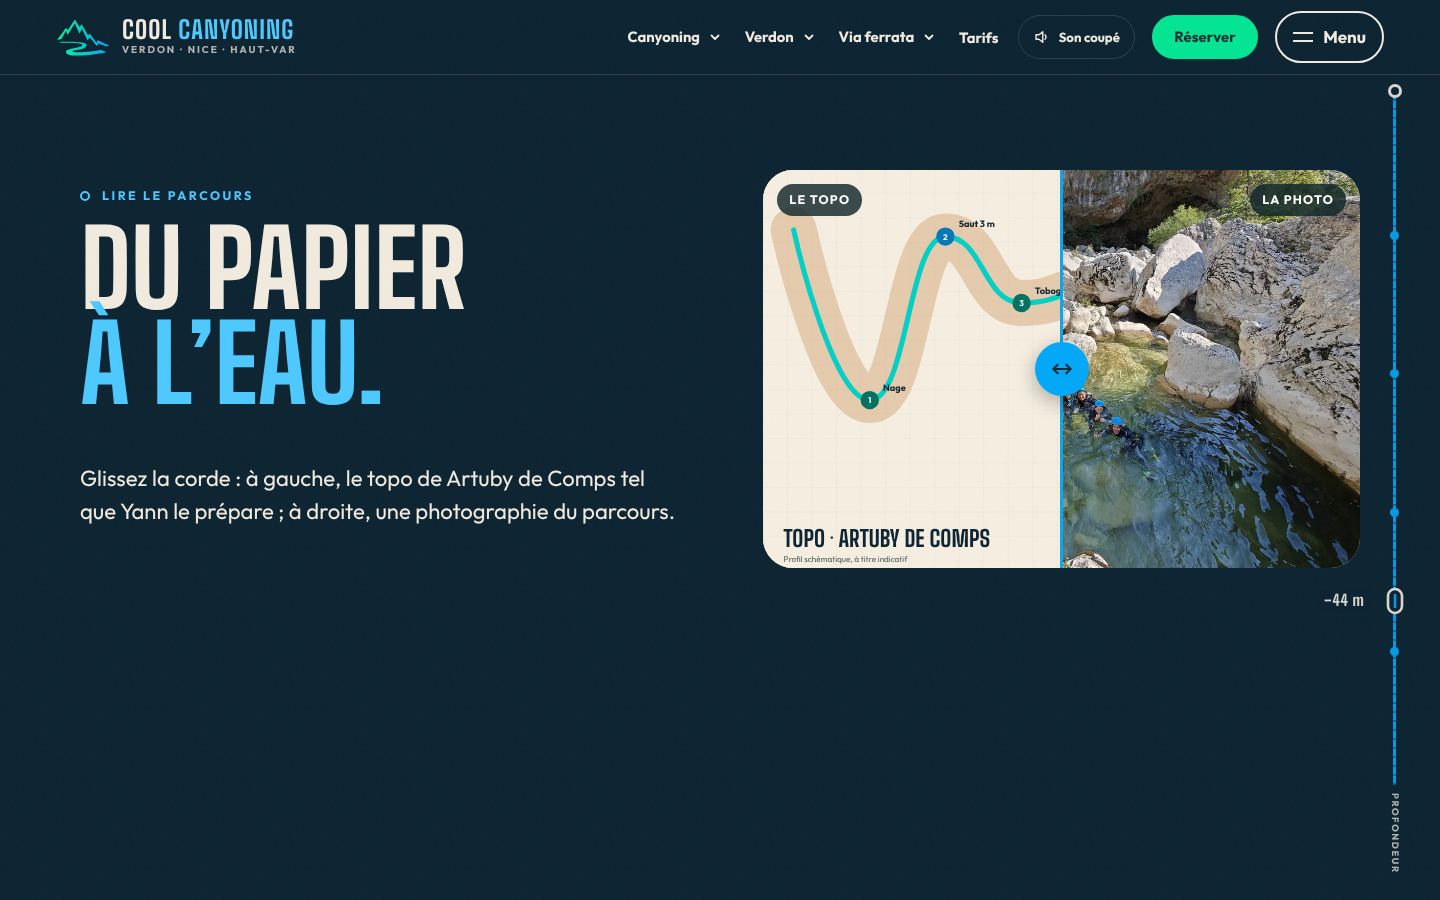 COOL CANYONING
VERDON · NICE · HAUT-VAR
Canyoning
Verdon
Via ferrata
Tarifs
Son coupé
Réserver
Menu
LIRE LE PARCOURS
DU PAPIER
À L’EAU.
Glissez la corde : à gauche, le topo de Artuby de Comps tel
que Yann le prépare ; à droite, une photographie du parcours.
LE TOPO
LA PHOTO
Saut 3 m
2
Tobog
3
Nage
1
TOPO · ARTUBY DE COMPS
Profil schématique, à titre indicatif
−44 m
PROFONDEUR